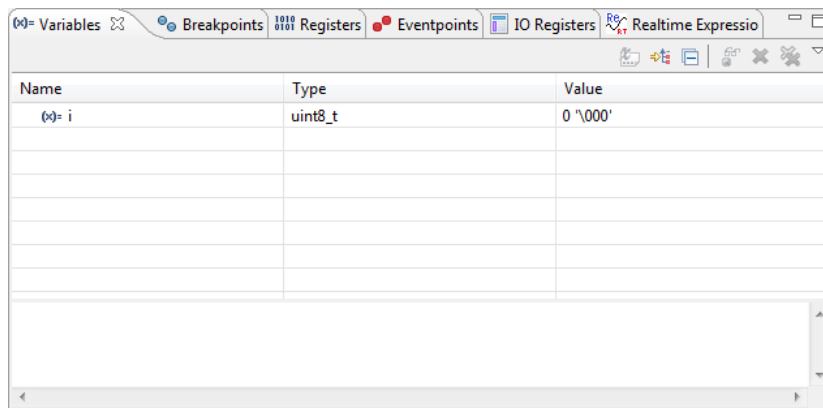 (x)= Variables Breakpoints 1010 0101 Registers Eventpoints IO Registers Re RT Realtime Expressio
Name Type Value
(x)= i uint8_t 0 '\000'